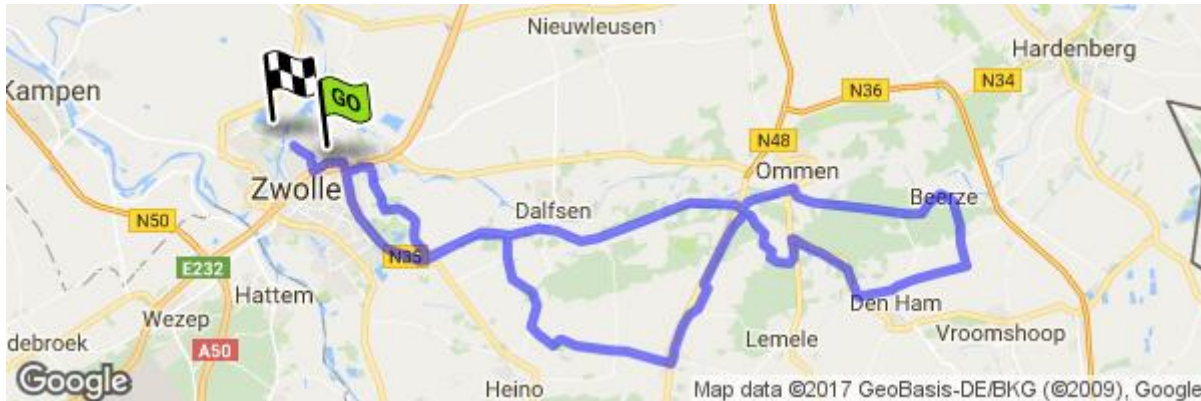 Nieuwleusen
Hardenberg
Kampen
GO
N36
N34
N48
Zwolle
Ommen
Beerze
N50
Dalfsen
N35
E232
Hattem
Den Ham
Wezep
Vroomshoop
debroek
A50
Lemele
Google
Heino
Map data ©2017 GeoBasis-DE/BKG (©2009), Google